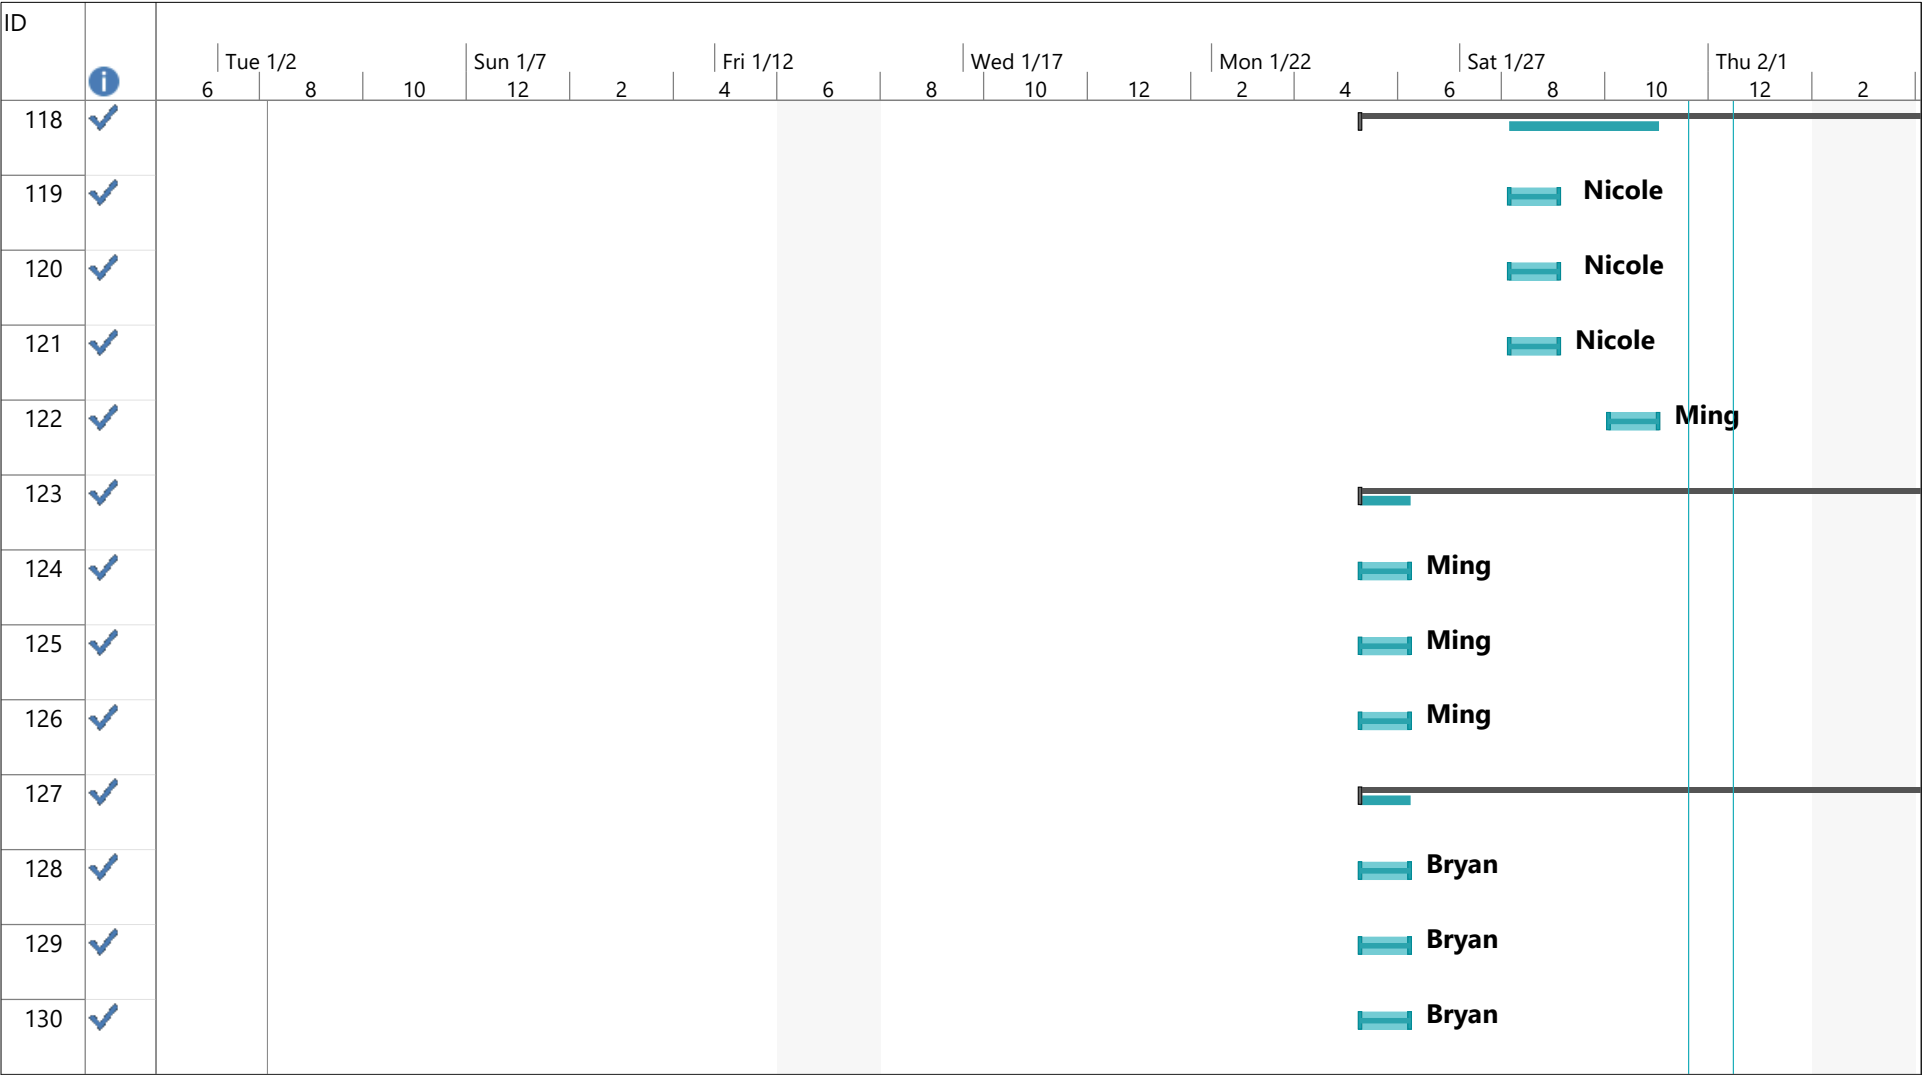 ID
Tue 1/2 Sun 1/7 Fri 1/12 Wed 1/17 Mon 1/22 Sat 1/27 Thu 2/1
6 8 10 12 2 4 6 8 10 12 2 4 6 8 10 12 2
118
119 Nicole
120 Nicole
121 Nicole
122 Ming
123
124 Ming
125 Ming
126 Ming
127
128 Bryan
129 Bryan
130 Bryan